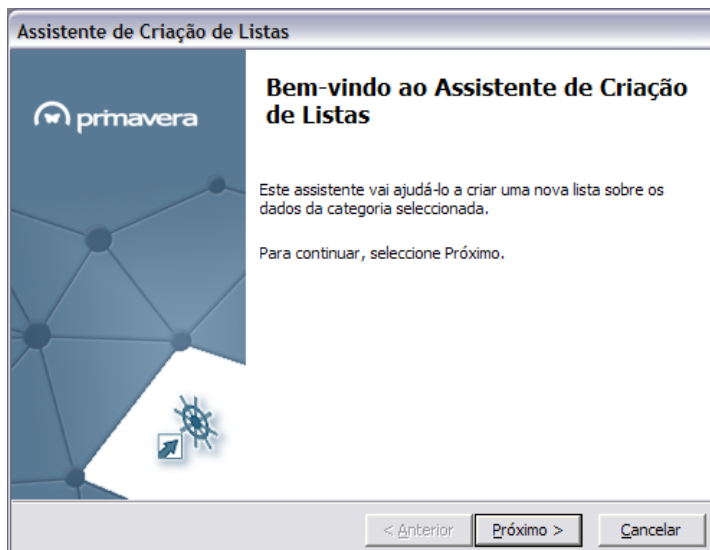 Assistente de Criação de Listas
primavera
Bem-vindo ao Assistente de Criação
de Listas
Este assistente vai ajudá-lo a criar uma nova lista sobre os
dados da categoria seleccionada.
Para continuar, seleccione Próximo.
< Anterior Próximo > Cancelar